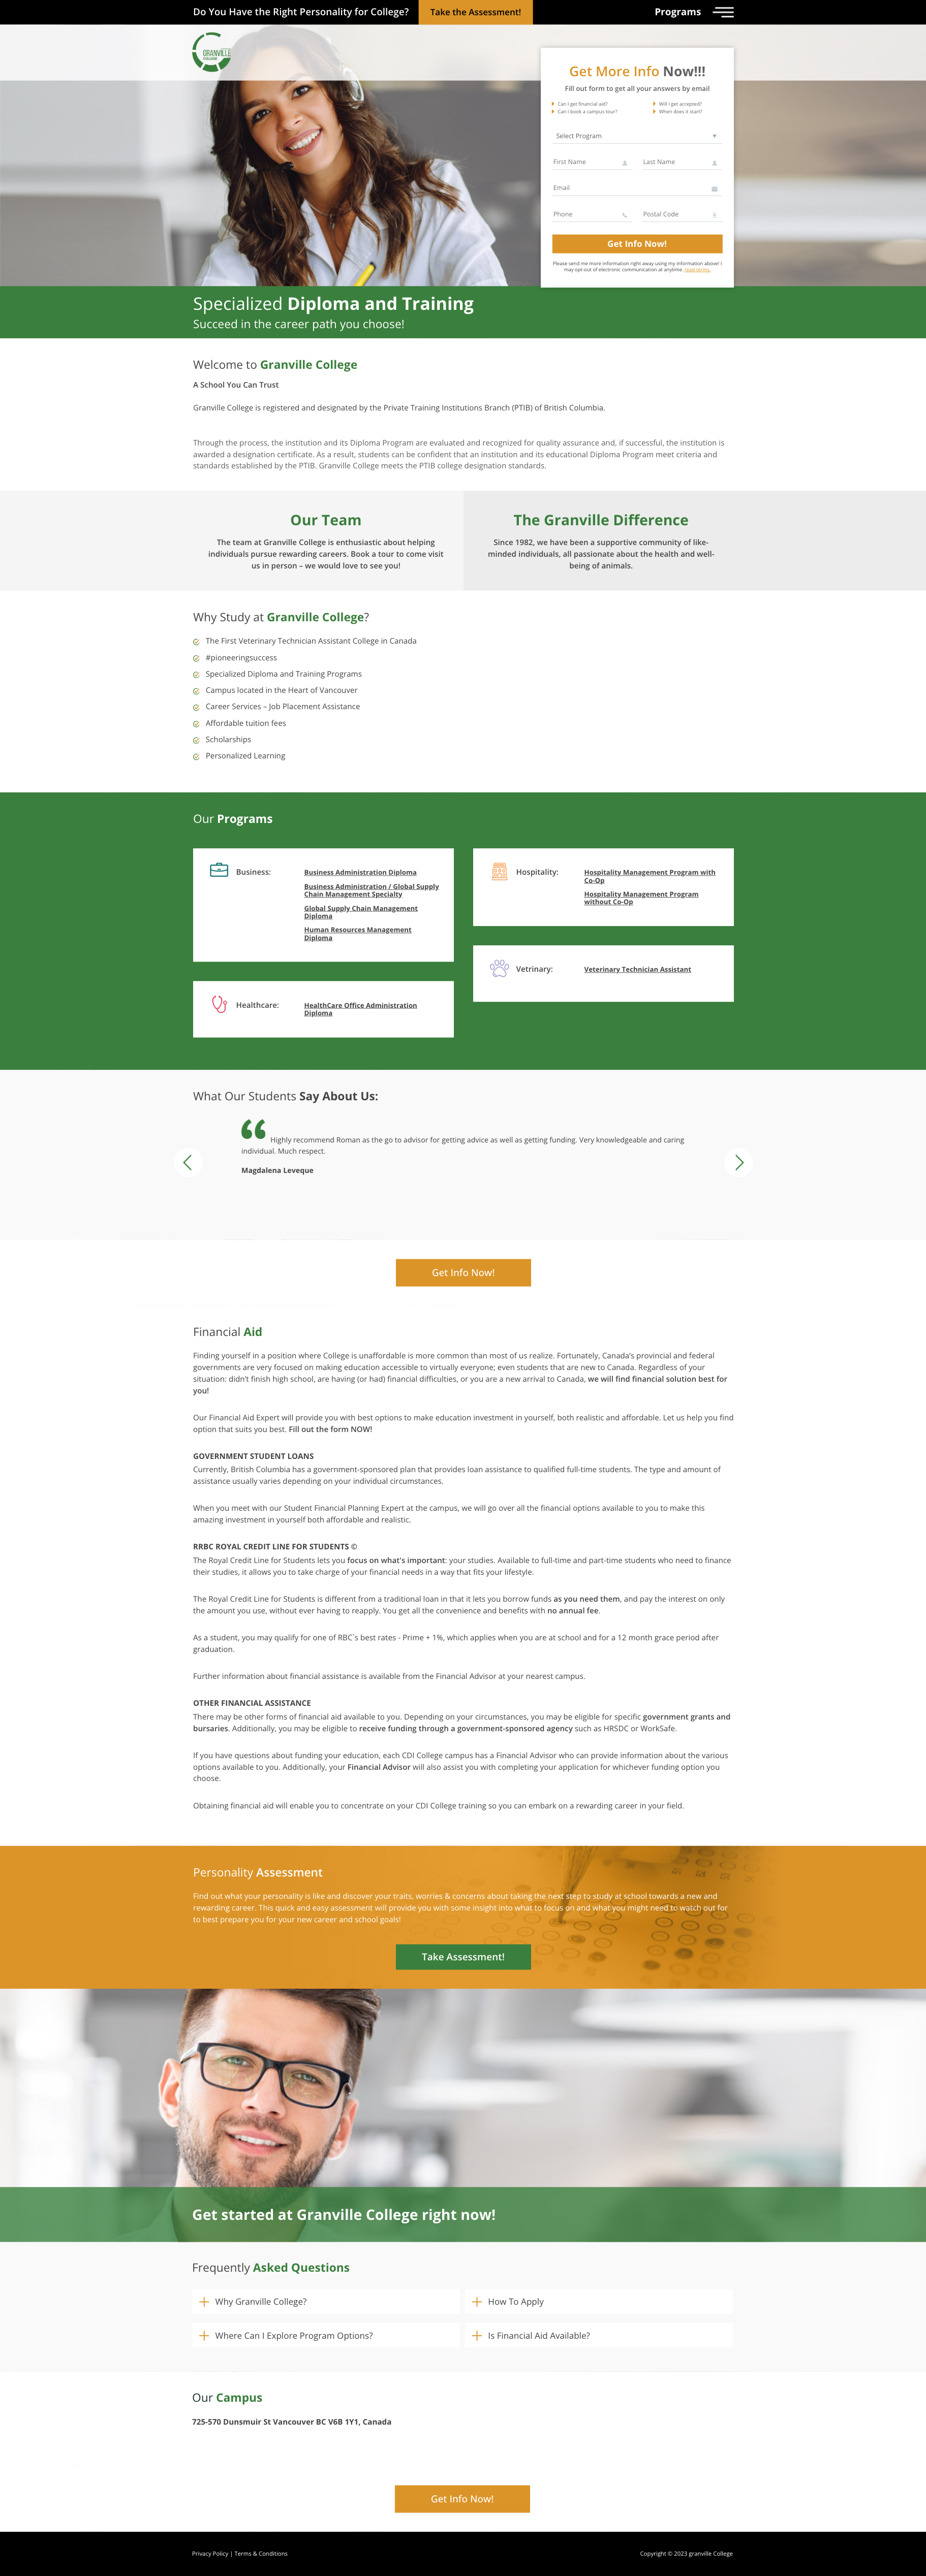 Do You Have the Right Personality for College?
Take the Assessment!
Programs
GRANVILLE
COLLEGE
Get More Info Now!!!
Fill out form to get all your answers by email
Can I get financial aid?
Will I get accepted?
Can I book a campus tour?
When does it start?
Select Program
First Name
Last Name
Email
Phone
Postal Code
Get Info Now!
Please send me more information right away using my information above! I
may opt out of electronic communication at anytime. read terms.
Specialized Diploma and Training
Succeed in the career path you choose!
Welcome to Granville College
A School You Can Trust
Granville College is registered and designated by the Private Training Institutions Branch (PTIB) of British Columbia.
Through the process, the institution and its Diploma Program are evaluated and recognized for quality assurance and, if successful, the institution is
awarded a designation certificate. As a result, students can be confident that an institution and its educational Diploma Program meet criteria and
standards established by the PTIB. Granville College meets the PTIB college designation standards.
Our Team
The team at Granville College is enthusiastic about helping
individuals pursue rewarding careers. Book a tour to come visit
us in person – we would love to see you!
The Granville Difference
Since 1982, we have been a supportive community of like-
minded individuals, all passionate about the health and well-
being of animals.
Why Study at Granville College?
The First Veterinary Technician Assistant College in Canada
#pioneeringsuccess
Specialized Diploma and Training Programs
Campus located in the Heart of Vancouver
Career Services – Job Placement Assistance
Affordable tuition fees
Scholarships
Personalized Learning
Our Programs
Business:
Business Administration Diploma
Business Administration / Global Supply
Chain Management Specialty
Global Supply Chain Management
Diploma
Human Resources Management
Diploma
Hospitality:
Hospitality Management Program with
Co-Op
Hospitality Management Program
without Co-Op
Vetrinary:
Veterinary Technician Assistant
Healthcare:
HealthCare Office Administration
Diploma
What Our Students Say About Us:
Highly recommend Roman as the go to advisor for getting advice as well as getting funding. Very knowledgeable and caring
individual. Much respect.
Magdalena Leveque
Get Info Now!
Financial Aid
Finding yourself in a position where College is unaffordable is more common than most of us realize. Fortunately, Canada's provincial and federal
governments are very focused on making education accessible to virtually everyone; even students that are new to Canada. Regardless of your
situation: didn't finish high school, are having (or had) financial difficulties, or you are a new arrival to Canada, we will find financial solution best for
you!
Our Financial Aid Expert will provide you with best options to make education investment in yourself, both realistic and affordable. Let us help you find
option that suits you best. Fill out the form NOW!
GOVERNMENT STUDENT LOANS
Currently, British Columbia has a government-sponsored plan that provides loan assistance to qualified full-time students. The type and amount of
assistance usually varies depending on your individual circumstances.
When you meet with our Student Financial Planning Expert at the campus, we will go over all the financial options available to you to make this
amazing investment in yourself both affordable and realistic.
RRBC ROYAL CREDIT LINE FOR STUDENTS ©
The Royal Credit Line for Students lets you focus on what's important: your studies. Available to full-time and part-time students who need to finance
their studies, it allows you to take charge of your financial needs in a way that fits your lifestyle.
The Royal Credit Line for Students is different from a traditional loan in that it lets you borrow funds as you need them, and pay the interest on only
the amount you use, without ever having to reapply. You get all the convenience and benefits with no annual fee.
As a student, you may qualify for one of RBC`s best rates - Prime + 1%, which applies when you are at school and for a 12 month grace period after
graduation.
Further information about financial assistance is available from the Financial Advisor at your nearest campus.
OTHER FINANCIAL ASSISTANCE
There may be other forms of financial aid available to you. Depending on your circumstances, you may be eligible for specific government grants and
bursaries. Additionally, you may be eligible to receive funding through a government-sponsored agency such as HRSDC or WorkSafe.
If you have questions about funding your education, each CDI College campus has a Financial Advisor who can provide information about the various
options available to you. Additionally, your Financial Advisor will also assist you with completing your application for whichever funding option you
choose.
Obtaining financial aid will enable you to concentrate on your CDI College training so you can embark on a rewarding career in your field.
Personality Assessment
Find out what your personality is like and discover your traits, worries & concerns about taking the next step to study at school towards a new and
rewarding career. This quick and easy assessment will provide you with some insight into what to focus on and what you might need to watch out for
to best prepare you for your new career and school goals!
Take Assessment!
Get started at Granville College right now!
Frequently Asked Questions
Why Granville College?
How To Apply
Where Can I Explore Program Options?
Is Financial Aid Available?
Our Campus
725-570 Dunsmuir St Vancouver BC V6B 1Y1, Canada
Get Info Now!
Privacy Policy | Terms & Conditions
Copyright © 2023 granville College